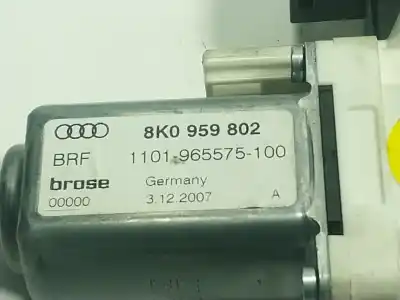 8K0 959 802
BRF 1101-965575-100
brose Germany
00000 3.12.2007 A